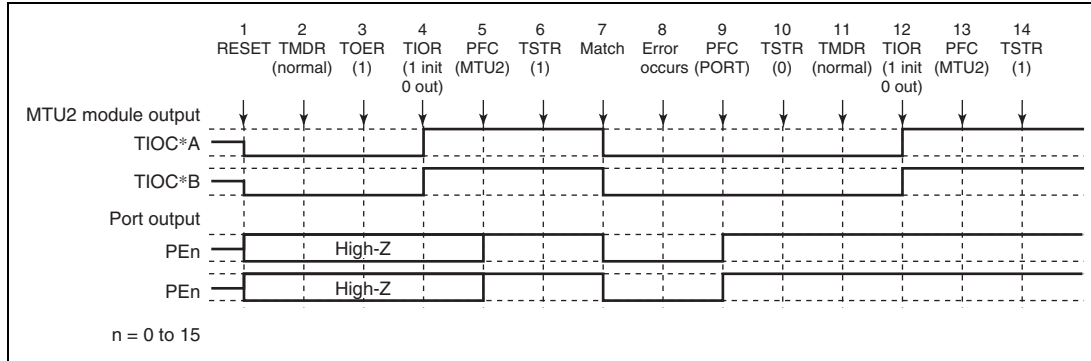 1 2 3 4 5 6 7 8 9 10 11 12 13 14
RESET TMDR TOER TIOR PFC TSTR Match Error PFC TSTR TMDR TIOR PFC TSTR
(normal) (1) (1 init (MTU2) (1) occurs (PORT) (0) (normal) (1 init (MTU2) (1)
0 out) 0 out)
MTU2 module output
TIOC*A
TIOC*B
Port output
PEn High-Z
PEn High-Z
n = 0 to 15